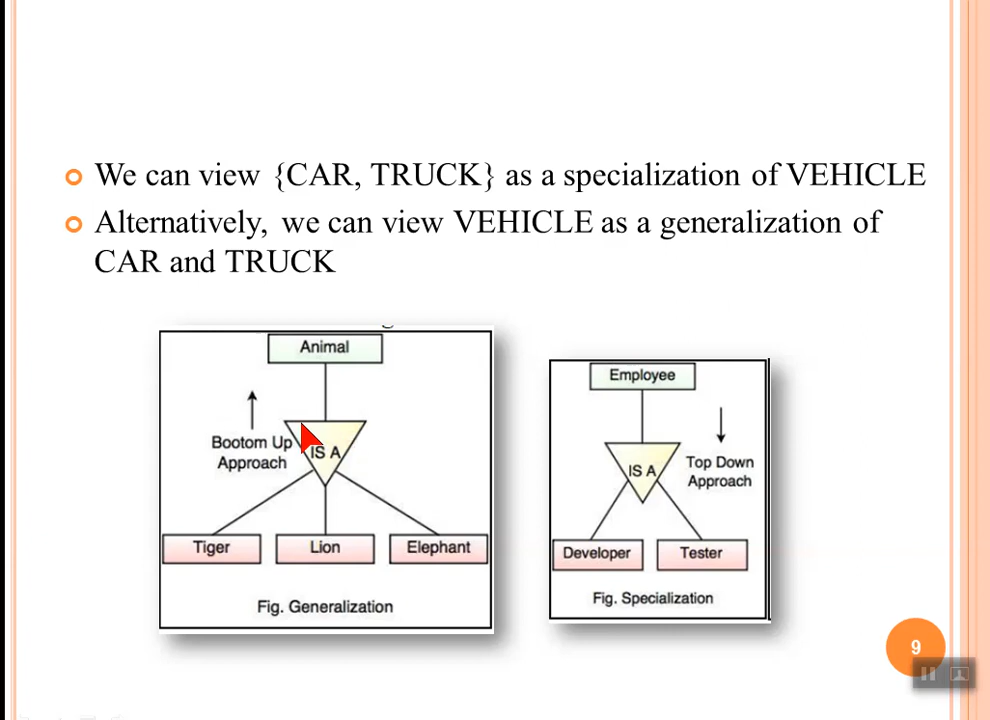 We can view {CAR, TRUCK} as a specialization of VEHICLE
Alternatively, we can view VEHICLE as a generalization of
CAR and TRUCK
Animal
Bootom Up
Approach
IS A
Tiger
Lion
Elephant
Fig. Generalization
Employee
IS A
Top Down
Approach
Developer
Tester
Fig. Specialization
9